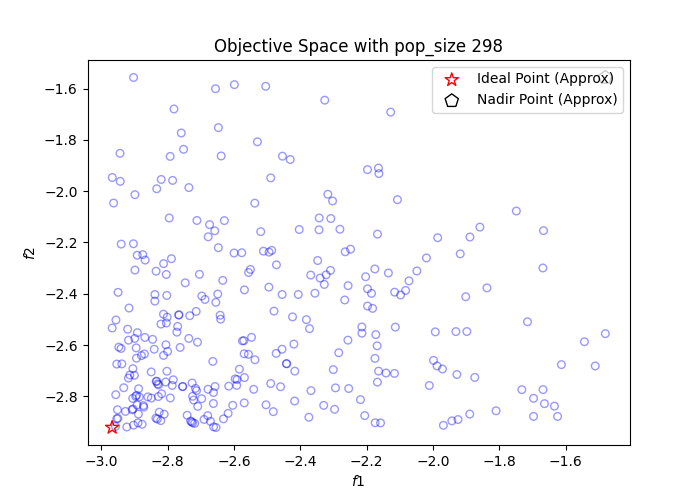 Objective Space with pop_size 298
Ideal Point (Approx)
Nadir Point (Approx)
−1.6
−1.8
−2.0
−2.2
−2.4
−2.6
−2.8
f2
−3.0 −2.8 −2.6 −2.4 −2.2 −2.0 −1.8 −1.6
f1